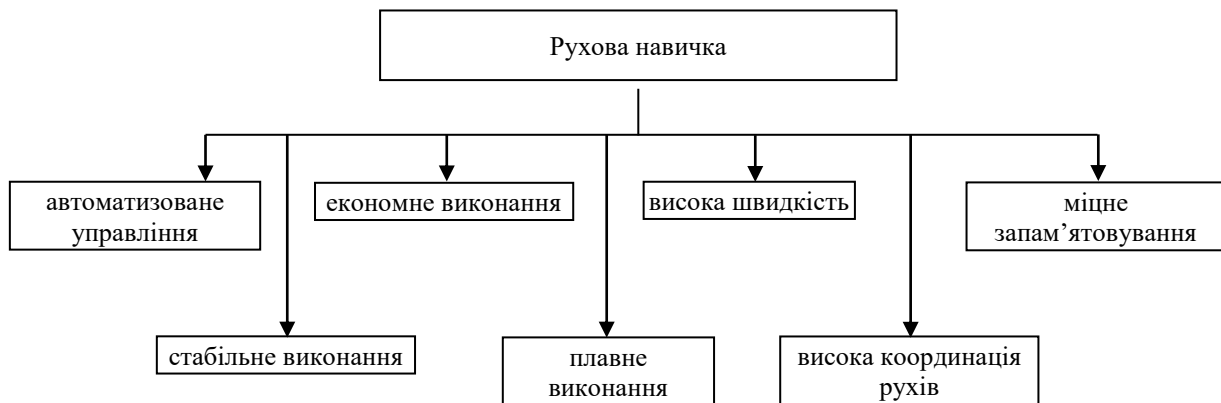 Рухова навичка
автоматизоване
управління
економне виконання
висока швидкість
міцне
запам’ятовування
стабільне виконання
плавне
виконання
висока координація
рухів